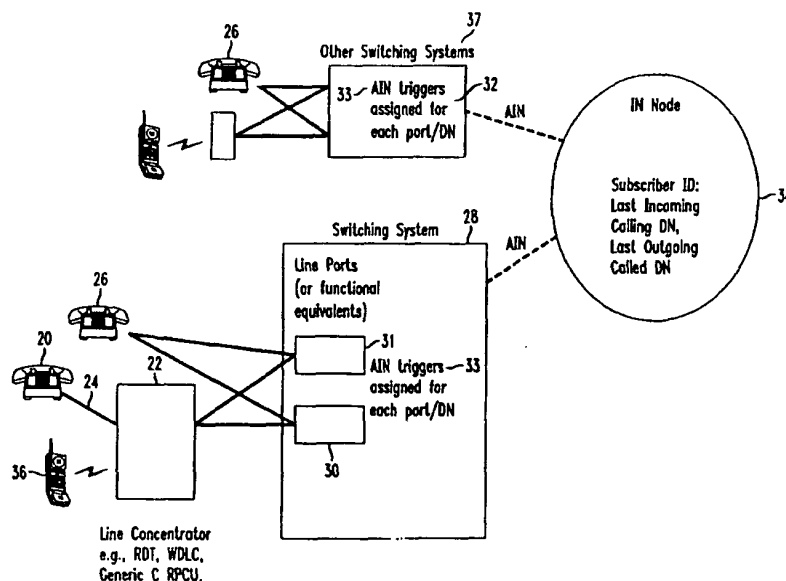 37
26
Other Switching Systems
33
AIN triggers
assigned for
each port/DN
32
AIN
IN Node
Subscriber ID:
Last Incoming
Calling DN,
Last Outgoing
Called DN
AIN
Switching System
28
Line Ports
(or functional
equivalents)
26
20
24
22
31
AIN triggers
assigned for
each port/DN
33
30
36
Line Concentrator
e.g., RDT, WDLC,
Generic C RPCU,